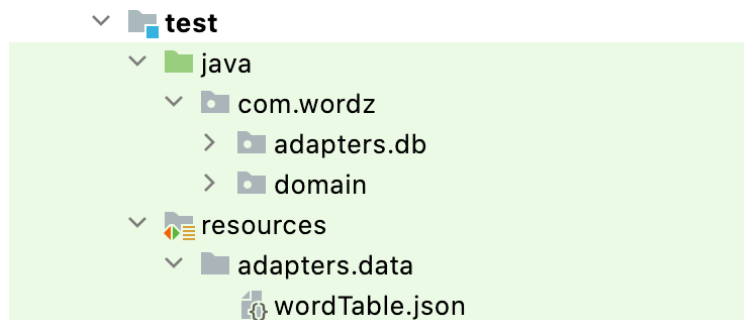 test
java
com.wordz
adapters.db
domain
resources
adapters.data
wordTable.json